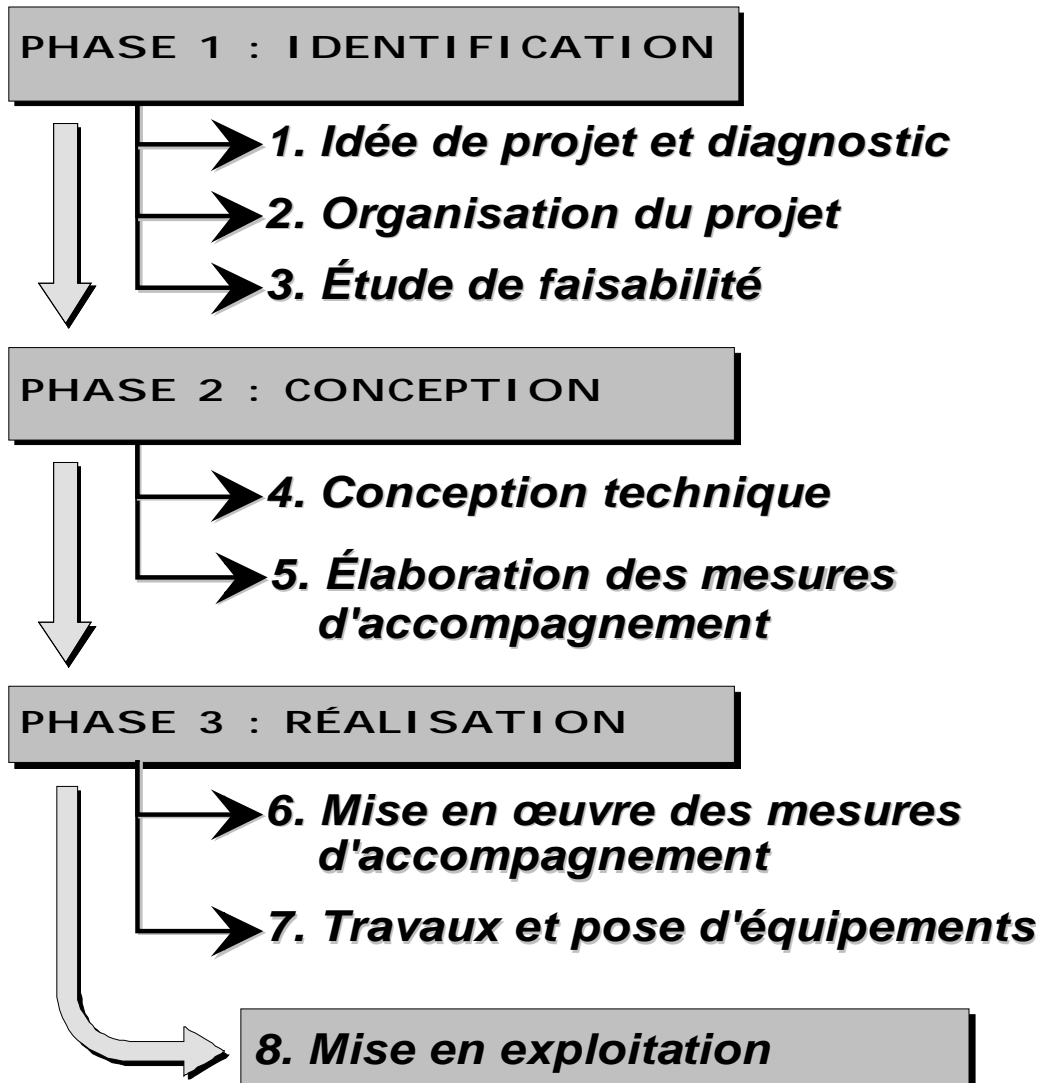 PHASE 1 : IDENTIFICATION
1. Idée de projet et diagnostic
2. Organisation du projet
3. Étude de faisabilité
PHASE 2 : CONCEPTION
4. Conception technique
5. Élaboration des mesures
d'accompagnement
PHASE 3 : RÉALISATION
6. Mise en œuvre des mesures
d'accompagnement
7. Travaux et pose d'équipements
8. Mise en exploitation